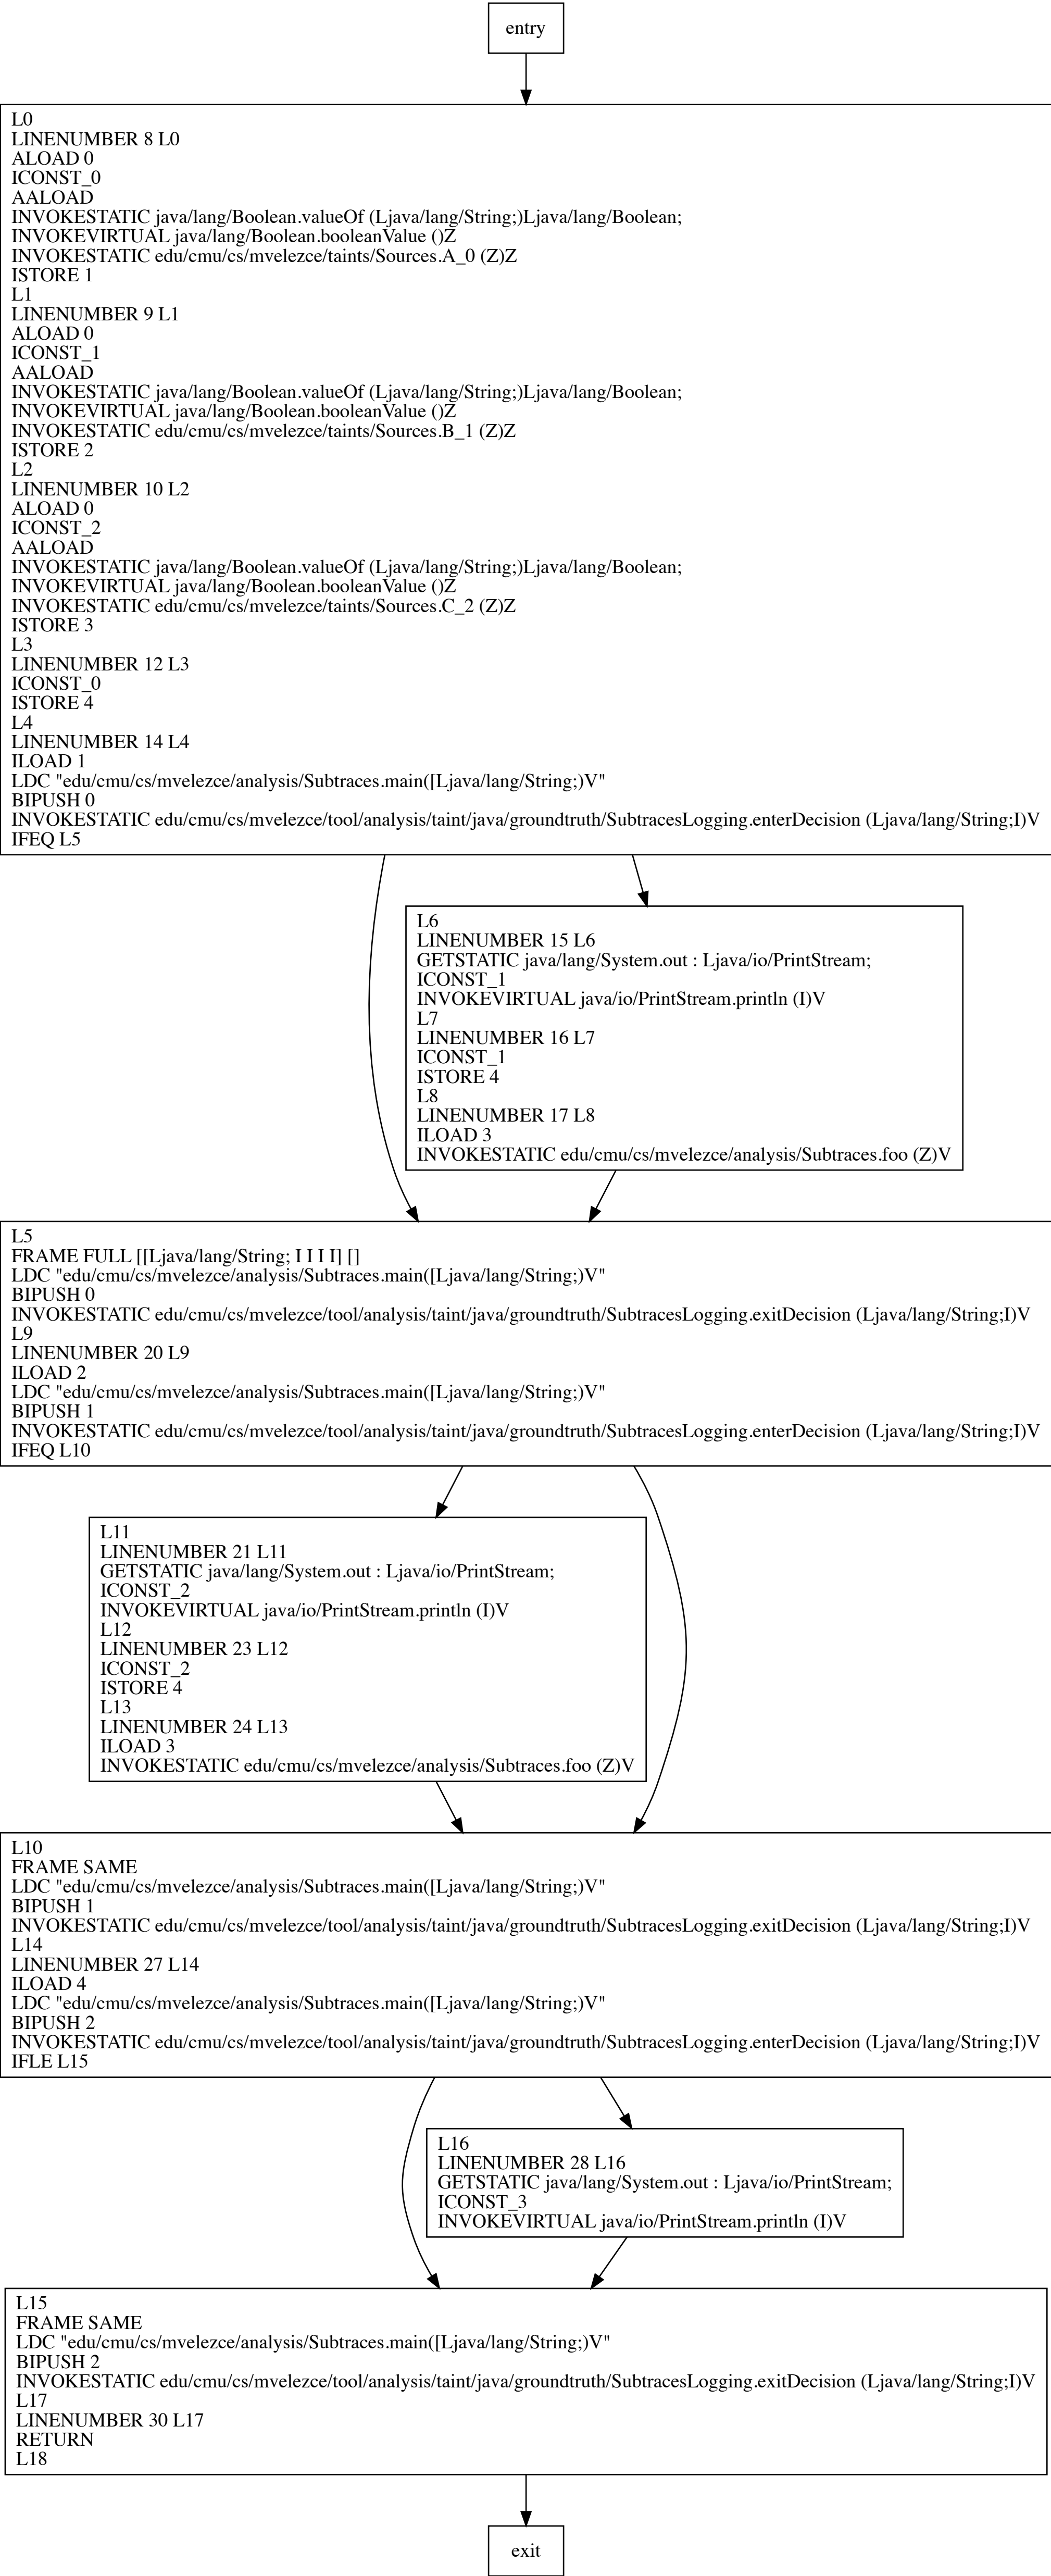 entry
L0
LINENUMBER 8 L0
ALOAD 0
ICONST_0
AALOAD
INVOKESTATIC java/lang/Boolean.valueOf (Ljava/lang/String;)Ljava/lang/Boolean;
INVOKEVIRTUAL java/lang/Boolean.booleanValue ()Z
INVOKESTATIC edu/cmu/cs/mvelezce/taints/Sources.A_0 (Z)Z
ISTORE 1
L1
LINENUMBER 9 L1
ALOAD 0
ICONST_1
AALOAD
INVOKESTATIC java/lang/Boolean.valueOf (Ljava/lang/String;)Ljava/lang/Boolean;
INVOKEVIRTUAL java/lang/Boolean.booleanValue ()Z
INVOKESTATIC edu/cmu/cs/mvelezce/taints/Sources.B_1 (Z)Z
ISTORE 2
L2
LINENUMBER 10 L2
ALOAD 0
ICONST_2
AALOAD
INVOKESTATIC java/lang/Boolean.valueOf (Ljava/lang/String;)Ljava/lang/Boolean;
INVOKEVIRTUAL java/lang/Boolean.booleanValue ()Z
INVOKESTATIC edu/cmu/cs/mvelezce/taints/Sources.C_2 (Z)Z
ISTORE 3
L3
LINENUMBER 12 L3
ICONST_0
ISTORE 4
L4
LINENUMBER 14 L4
ILOAD 1
LDC "edu/cmu/cs/mvelezce/analysis/Subtraces.main([Ljava/lang/String;)V"
BIPUSH 0
INVOKESTATIC edu/cmu/cs/mvelezce/tool/analysis/taint/java/groundtruth/SubtracesLogging.enterDecision (Ljava/lang/String;I)V
IFEQ L5
L6
LINENUMBER 15 L6
GETSTATIC java/lang/System.out : Ljava/io/PrintStream;
ICONST_1
INVOKEVIRTUAL java/io/PrintStream.println (I)V
L7
LINENUMBER 16 L7
ICONST_1
ISTORE 4
L8
LINENUMBER 17 L8
ILOAD 3
INVOKESTATIC edu/cmu/cs/mvelezce/analysis/Subtraces.foo (Z)V
L5
FRAME FULL [[Ljava/lang/String; I I I I] []
LDC "edu/cmu/cs/mvelezce/analysis/Subtraces.main([Ljava/lang/String;)V"
BIPUSH 0
INVOKESTATIC edu/cmu/cs/mvelezce/tool/analysis/taint/java/groundtruth/SubtracesLogging.exitDecision (Ljava/lang/String;I)V
L9
LINENUMBER 20 L9
ILOAD 2
LDC "edu/cmu/cs/mvelezce/analysis/Subtraces.main([Ljava/lang/String;)V"
BIPUSH 1
INVOKESTATIC edu/cmu/cs/mvelezce/tool/analysis/taint/java/groundtruth/SubtracesLogging.enterDecision (Ljava/lang/String;I)V
IFEQ L10
L11
LINENUMBER 21 L11
GETSTATIC java/lang/System.out : Ljava/io/PrintStream;
ICONST_2
INVOKEVIRTUAL java/io/PrintStream.println (I)V
L12
LINENUMBER 23 L12
ICONST_2
ISTORE 4
L13
LINENUMBER 24 L13
ILOAD 3
INVOKESTATIC edu/cmu/cs/mvelezce/analysis/Subtraces.foo (Z)V
L10
FRAME SAME
LDC "edu/cmu/cs/mvelezce/analysis/Subtraces.main([Ljava/lang/String;)V"
BIPUSH 1
INVOKESTATIC edu/cmu/cs/mvelezce/tool/analysis/taint/java/groundtruth/SubtracesLogging.exitDecision (Ljava/lang/String;I)V
L14
LINENUMBER 27 L14
ILOAD 4
LDC "edu/cmu/cs/mvelezce/analysis/Subtraces.main([Ljava/lang/String;)V"
BIPUSH 2
INVOKESTATIC edu/cmu/cs/mvelezce/tool/analysis/taint/java/groundtruth/SubtracesLogging.enterDecision (Ljava/lang/String;I)V
IFLE L15
L16
LINENUMBER 28 L16
GETSTATIC java/lang/System.out : Ljava/io/PrintStream;
ICONST_3
INVOKEVIRTUAL java/io/PrintStream.println (I)V
L15
FRAME SAME
LDC "edu/cmu/cs/mvelezce/analysis/Subtraces.main([Ljava/lang/String;)V"
BIPUSH 2
INVOKESTATIC edu/cmu/cs/mvelezce/tool/analysis/taint/java/groundtruth/SubtracesLogging.exitDecision (Ljava/lang/String;I)V
L17
LINENUMBER 30 L17
RETURN
L18
exit